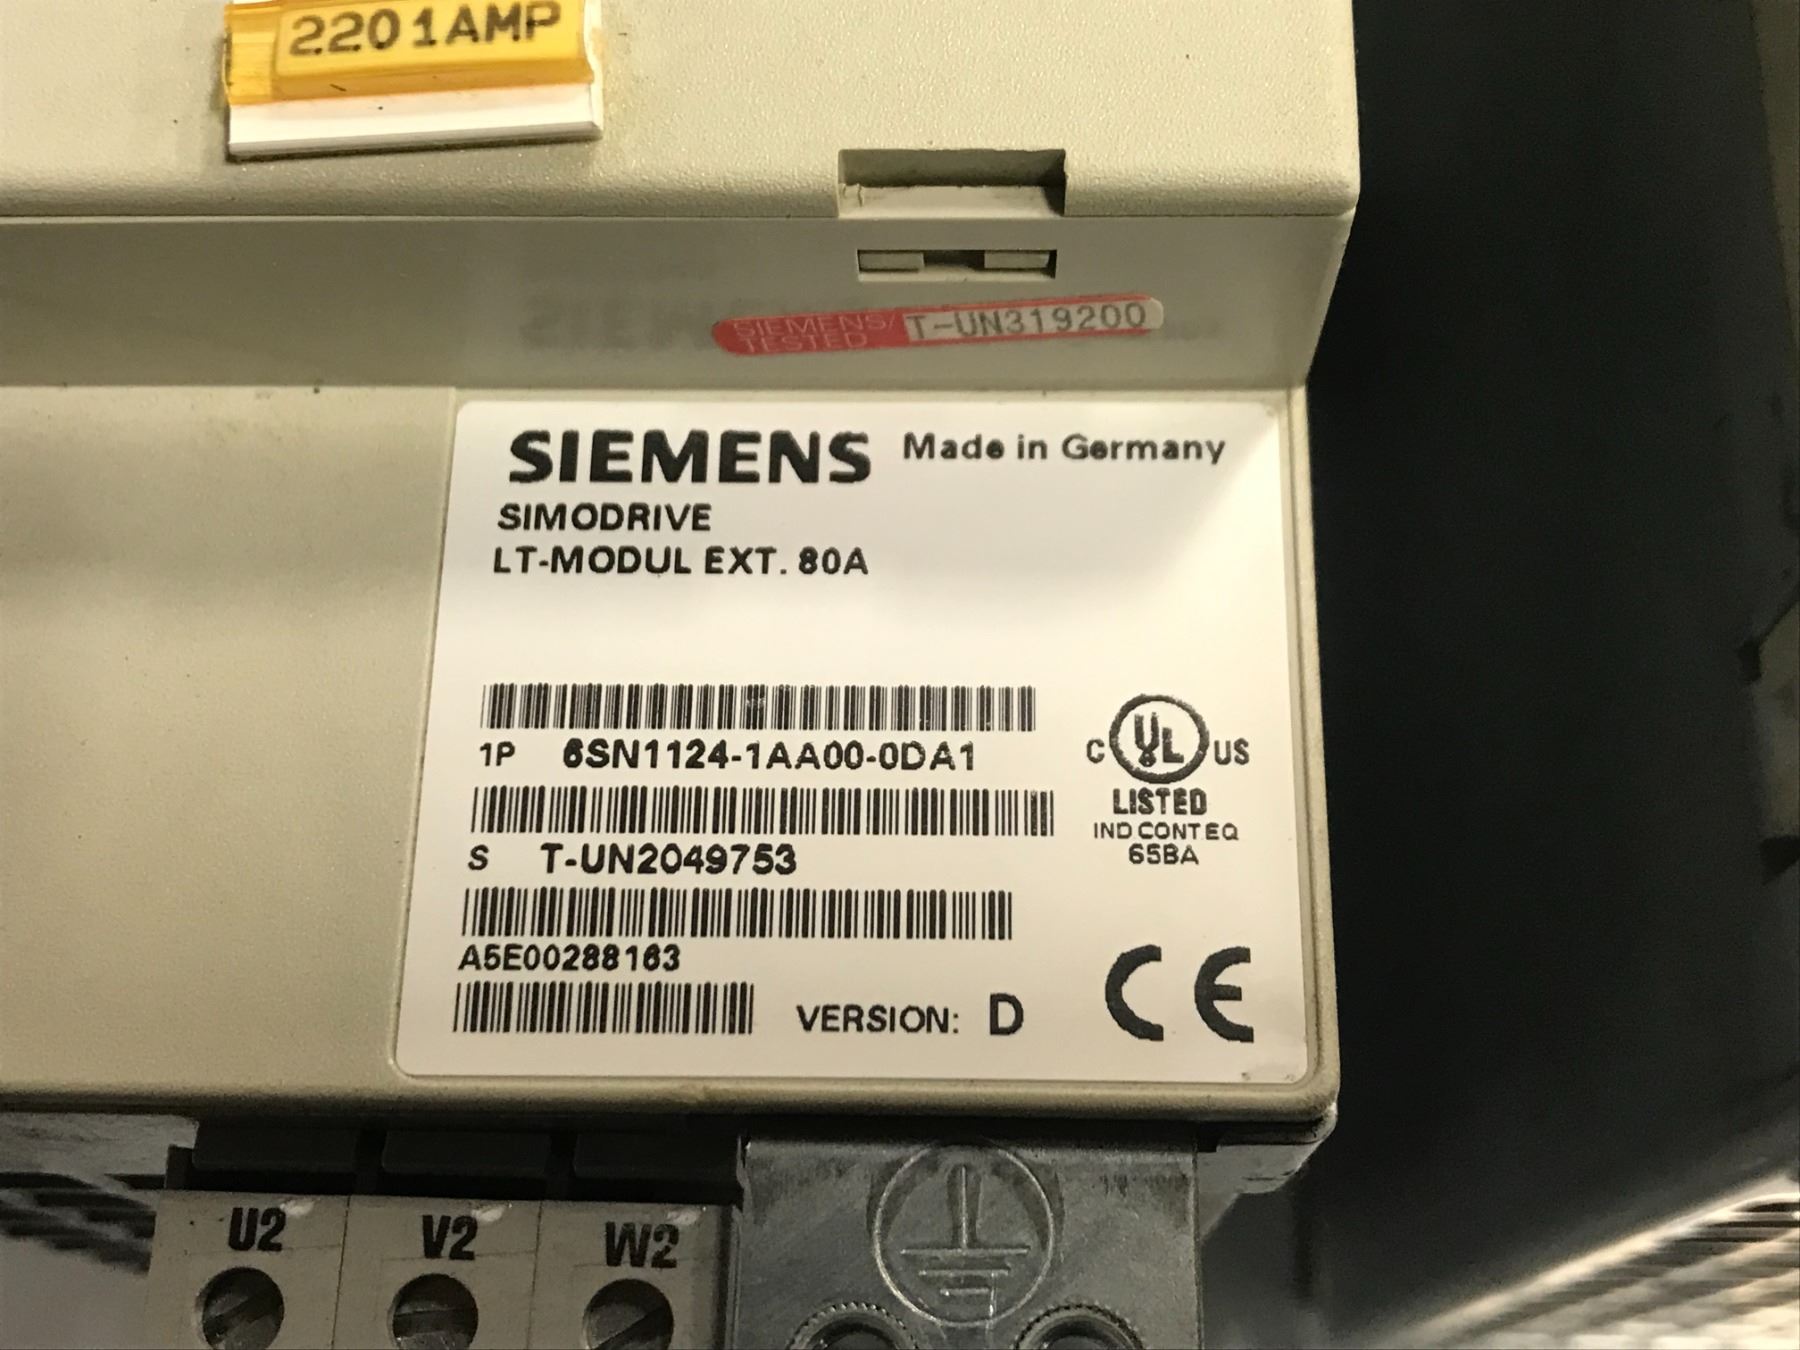 2201AMP
SIEMENS/ T-UN319200
TESTED
SIEMENS Made in Germany
SIMODRIVE
LT-MODUL EXT. 80A
1P 6SN1124-1AA00-0DA1
C UL US
LISTED
IND CONT EQ
65BA
S T-UN2049753
A5E00288163
VERSION: D
CE
U2 V2 W2